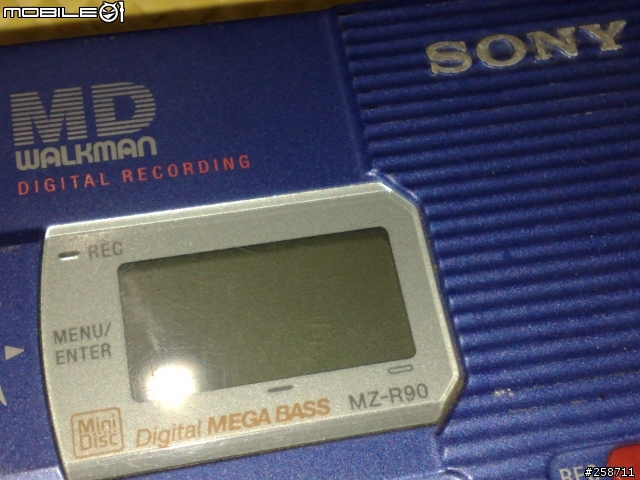 MOBILE01
SONY
MD
WALKMAN
DIGITAL RECORDING
REC
MENU/
ENTER
Mini
Disc
Digital MEGA BASS
MZ-R90
#258711